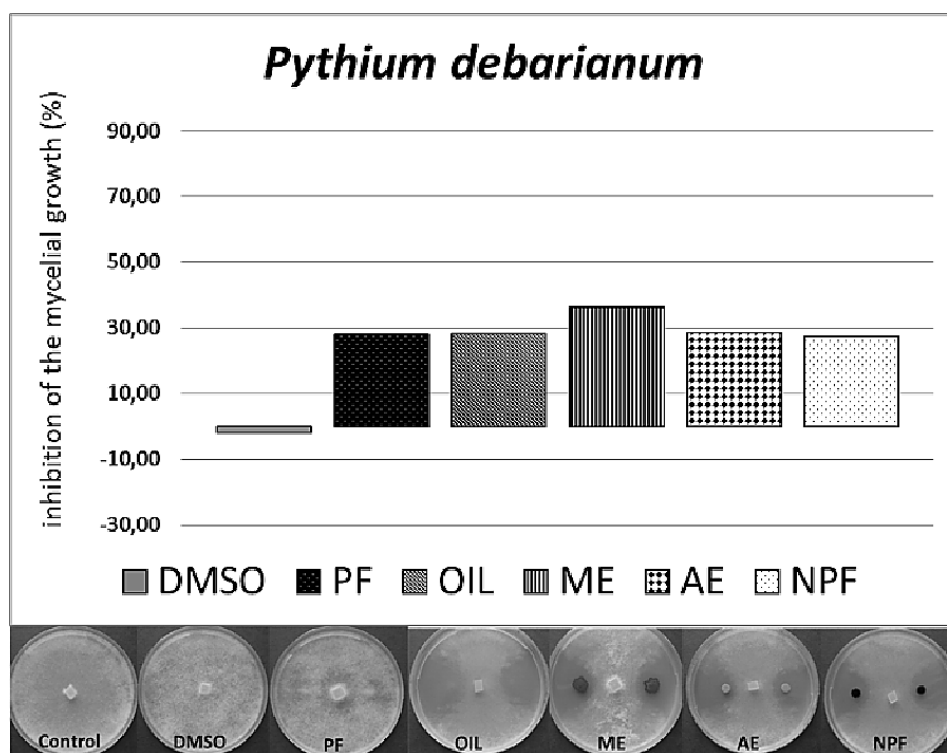 Pythium debarianum
inhibition of the mycelial growth (%)
90,00
70,00
50,00
30,00
10,00
-10,00
-30,00
DMSO PF OIL ME AE NPF
Control DMSO PF OIL ME AE NPF